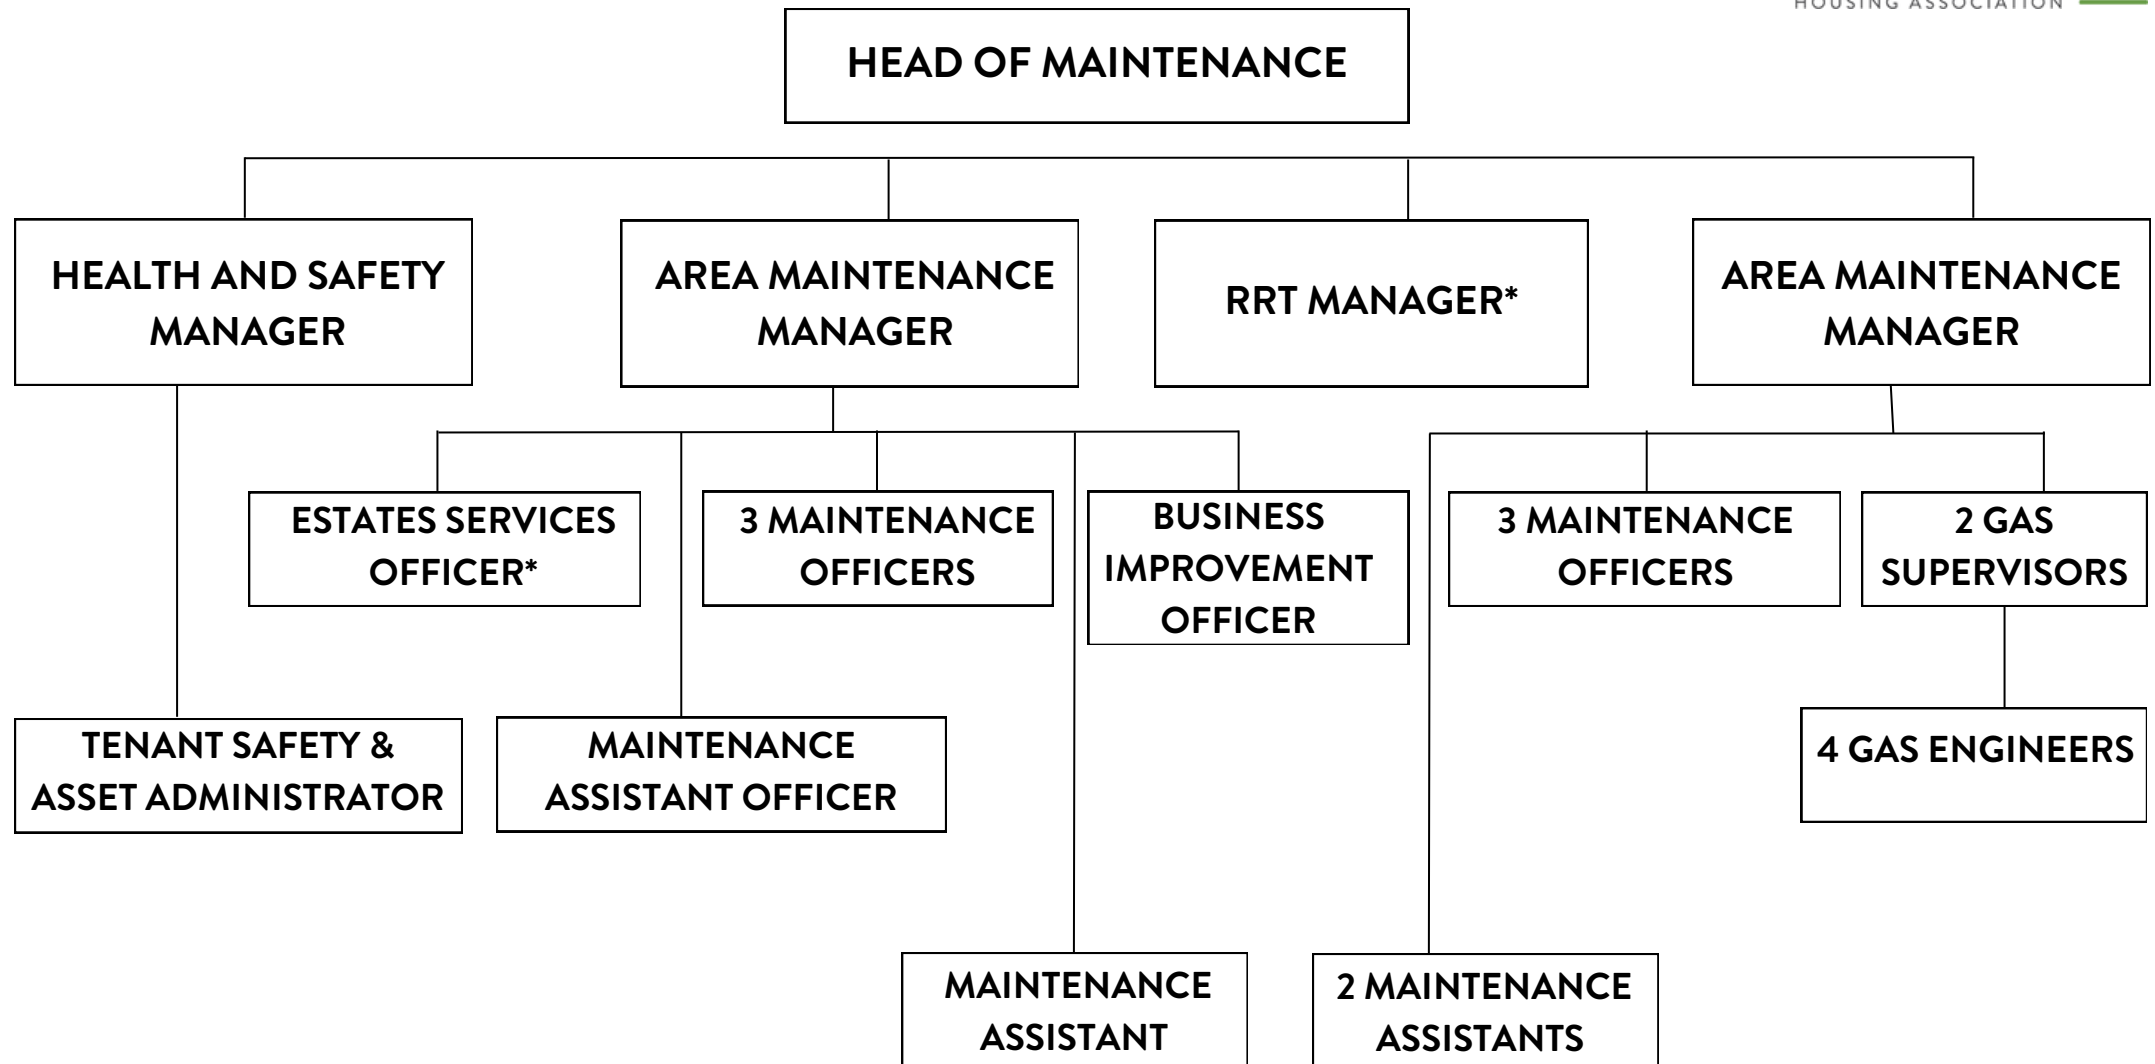 HOUSING ASSOCIATION
HEAD OF MAINTENANCE
HEALTH AND SAFETY
MANAGER
AREA MAINTENANCE
MANAGER
RRT MANAGER*
AREA MAINTENANCE
MANAGER
ESTATES SERVICES
OFFICER*
3 MAINTENANCE
OFFICERS
BUSINESS
IMPROVEMENT
OFFICER
3 MAINTENANCE
OFFICERS
2 GAS
SUPERVISORS
TENANT SAFETY &
ASSET ADMINISTRATOR
MAINTENANCE
ASSISTANT OFFICER
4 GAS ENGINEERS
MAINTENANCE
ASSISTANT
2 MAINTENANCE
ASSISTANTS